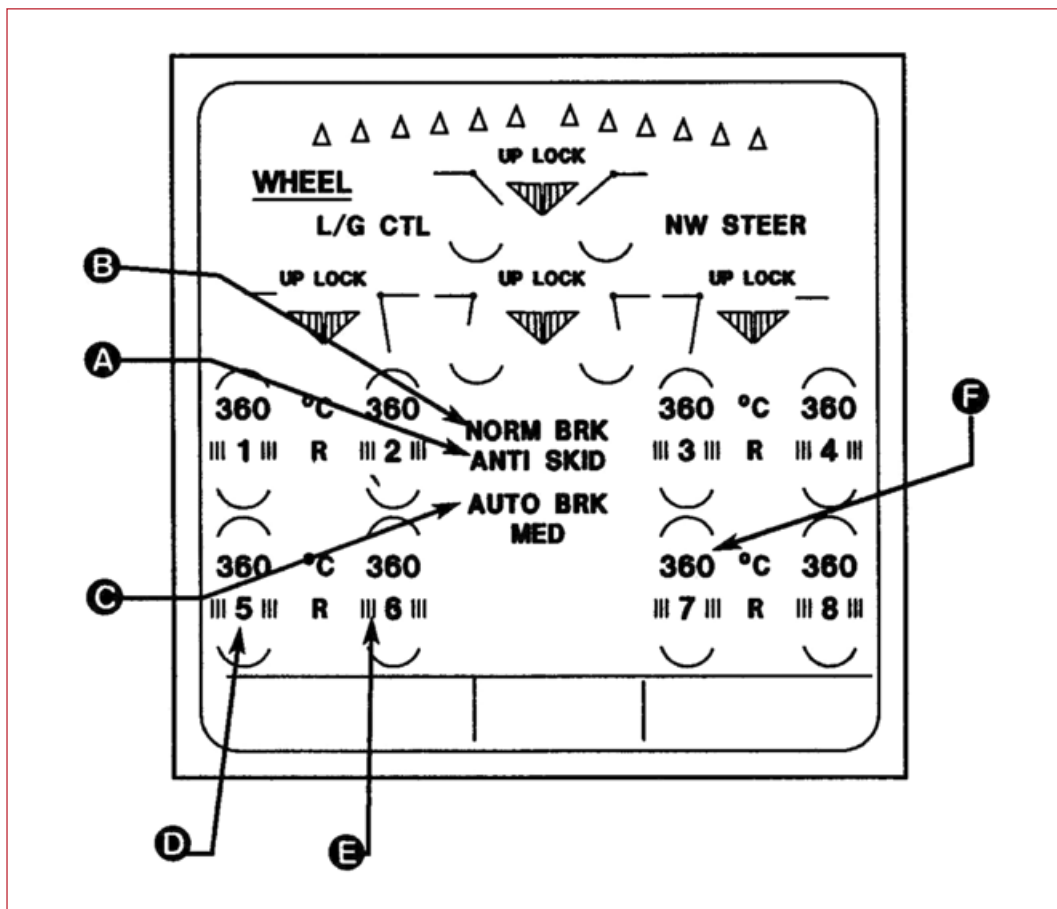 UP LOCK
WHEEL
L/G CTL NW STEER
B
UP LOCK UP LOCK UP LOCK
A
F
360 °C 360 360 °C 360
NORM BRK
1 R 2 3 R 4
ANTI SKID
AUTO BRK
MED
360 °C 360 360 °C 360
C
5 R 6 7 R 8
D E